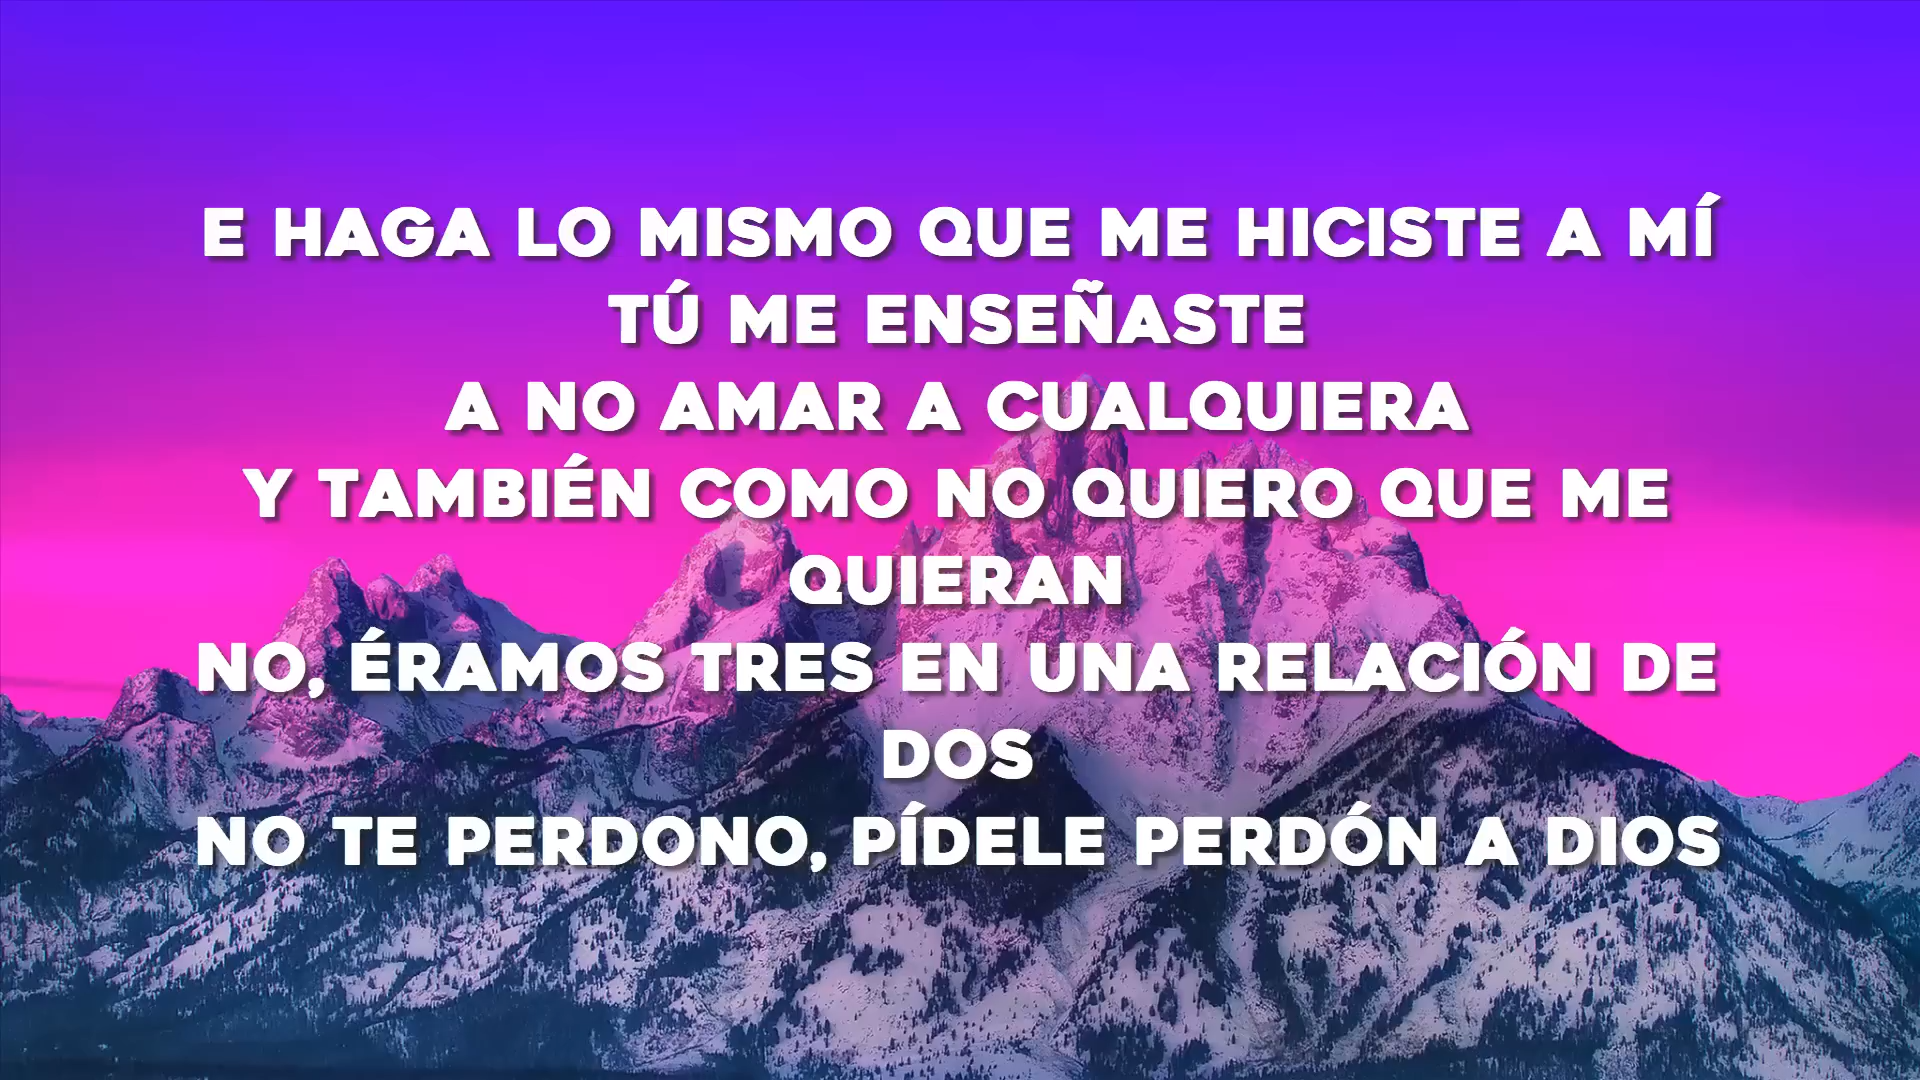 E HAGA LO MISMO QUE ME HICISTE A MÍ
TÚ ME ENSEÑASTE
A NO AMAR A CUALQUIERA
Y TAMBIÉN COMO NO QUIERO QUE ME
QUIERAN
NO, ÉRAMOS TRES EN UNA RELACIÓN DE
DOS
NO TE PERDONO, PÍDELE PERDÓN A DIOS